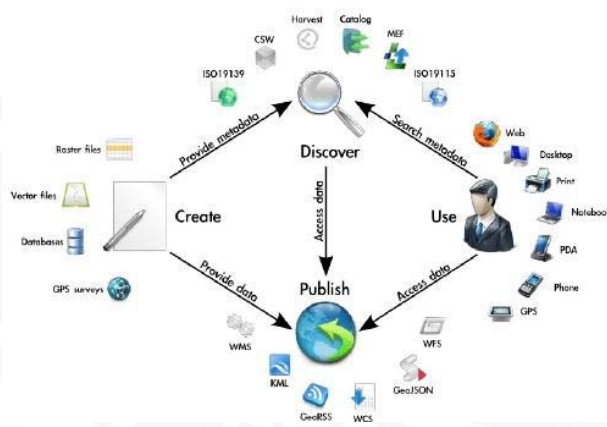 Harvest
Catalog
CSW
MEF
ISO19139
ISO19115
Web
Desktop
Print
Notebook
PDA
Phone
GPS
Raster files
Vector files
Databases
GPS surveys
Provide metadata
Search metadata
Discover
Create
Use
Access data
Provide data
Access data
Publish
WMS
WFS
KML
GeoJSON
GeoRSS
WCS